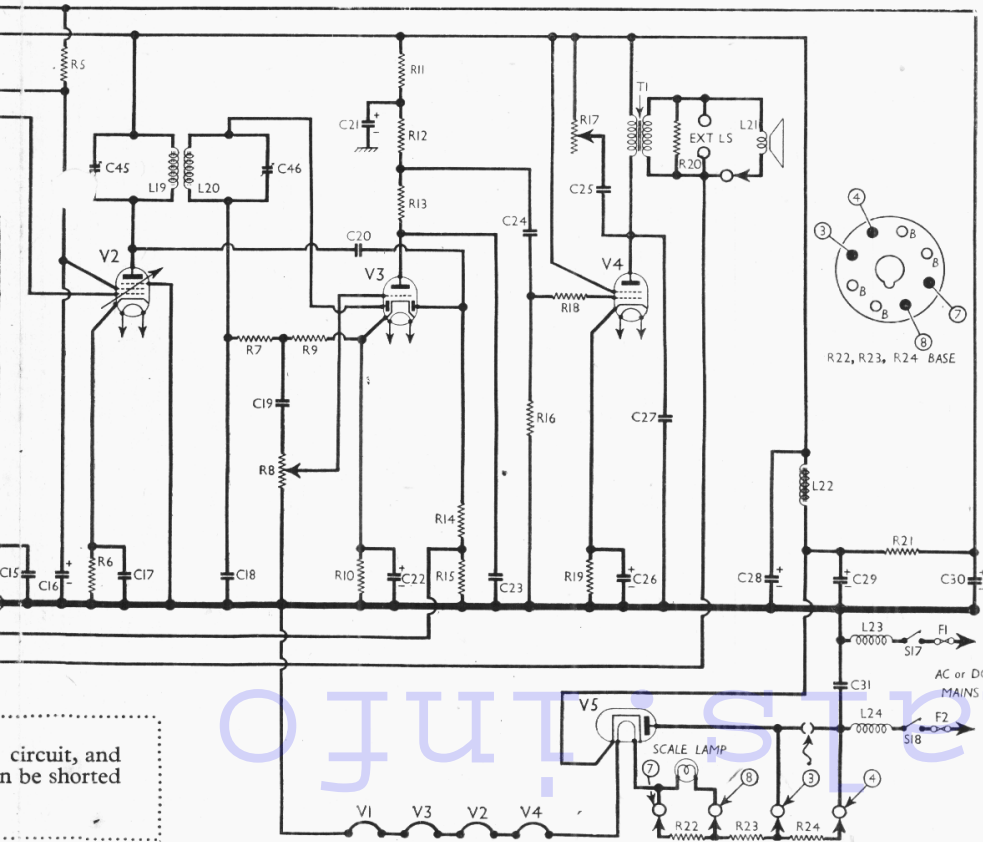 R5
R11
C21
+
−
R12
R17
T1
EXT LS
R20
L21
C45
L19
L20
C46
R13
C25
C24
C20
V2
V3
V4
R18
4
3
B
B
B
B
7
8
R22, R23, R24 BASE
R7
R9
C19
R8
R16
C27
L22
R14
R21
C15
C16
+
−
R6
C17
C18
R10
+
−
C22
R15
C23
R19
+
−
C26
C28
+
−
+
−
C29
C30
+
−
L23
S17
F1
AC or DC
MAINS
C31
L24
S18
F2
V5
SCALE LAMP
7
8
3
4
R22
R23
R24
V1
V3
V2
V4
circuit, and
n be shorted